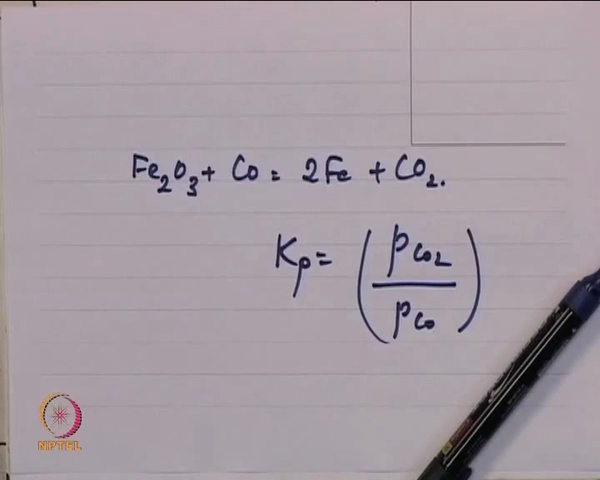 Fe2O3 + Co = 2Fe + CO2.
Kp = (pco2 / pco)
NPTEL